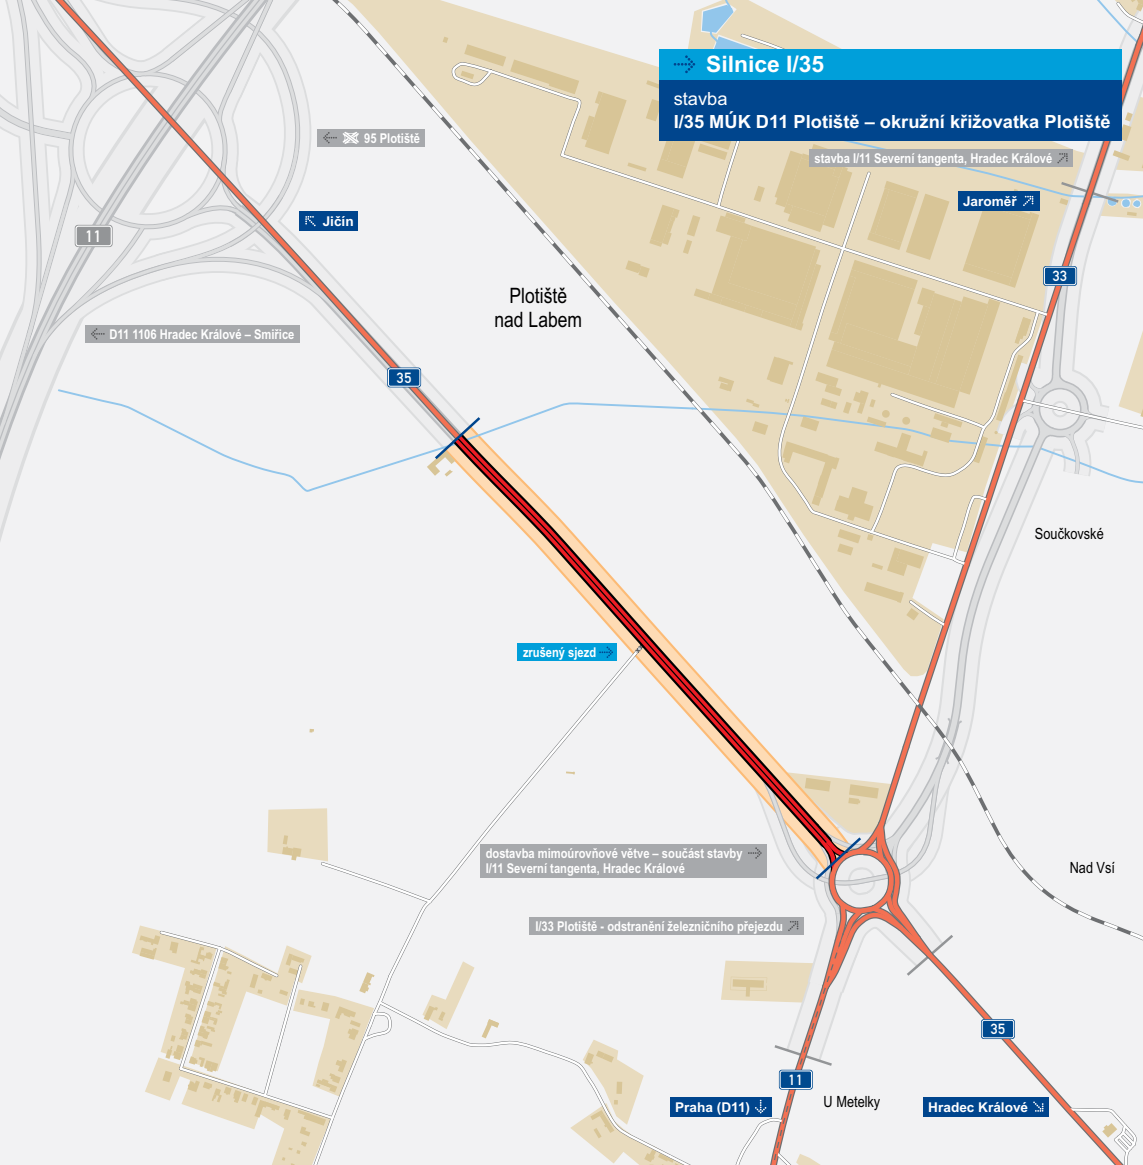 Silnice I/35
stavba
I/35 MÚK D11 Plotiště – okružní křižovatka Plotiště
95 Plotiště
stavba I/11 Severní tangenta, Hradec Králové
Jaroměř
Jičín
11
33
Plotiště
nad Labem
D11 1106 Hradec Králové – Smiřice
35
Součkovské
zrušený sjezd
dostavba mimoúrovňové větve – součást stavby
I/11 Severní tangenta, Hradec Králové
Nad Vsí
I/33 Plotiště - odstranění železničního přejezdu
35
11
U Metelky
Praha (D11)
Hradec Králové